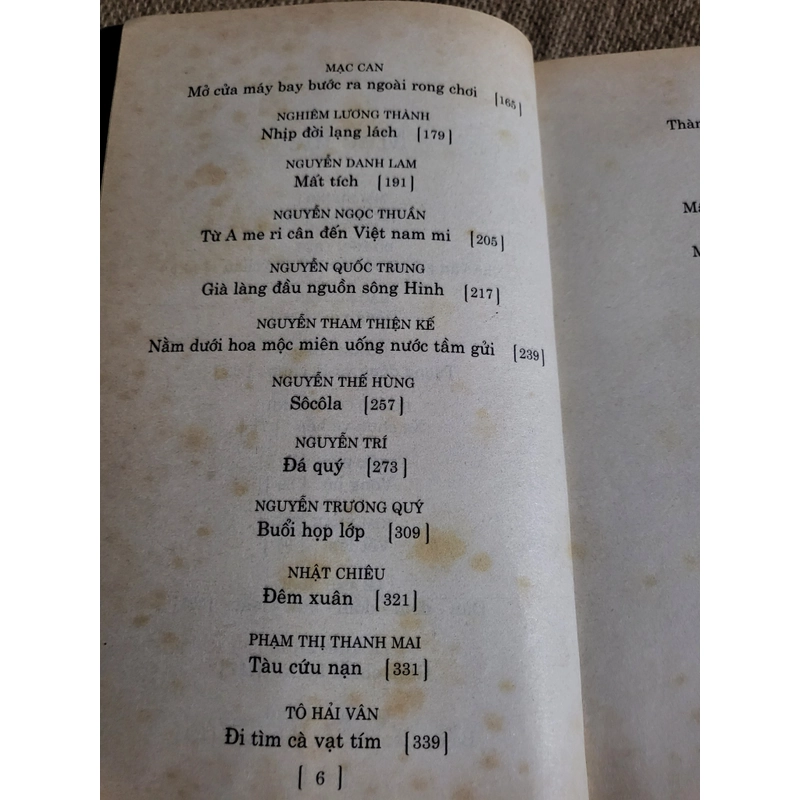 MẠC CAN
Mở cửa máy bay bước ra ngoài rong chơi [165]
NGHIÊM LƯƠNG THÀNH
Nhịp đời lạng lách [179]
NGUYỄN DANH LAM
Mất tích [191]
NGUYỄN NGỌC THUẦN
Từ A me ri cân đến Việt nam mi [205]
NGUYỄN QUỐC TRUNG
Già làng đầu nguồn sông Hinh [217]
NGUYỄN THAM THIỆN KẾ
Nằm dưới hoa mộc miên uống nước tầm gửi [239]
NGUYỄN THẾ HÙNG
Sôcôla [257]
NGUYỄN TRÍ
Đá quý [273]
NGUYỄN TRƯƠNG QUÝ
Buổi họp lớp [309]
NHẬT CHIÊU
Đêm xuân [321]
PHẠM THỊ THANH MAI
Tàu cứu nạn [331]
TÔ HẢI VÂN
Đi tìm cà vạt tím [339]
[ 6 ]